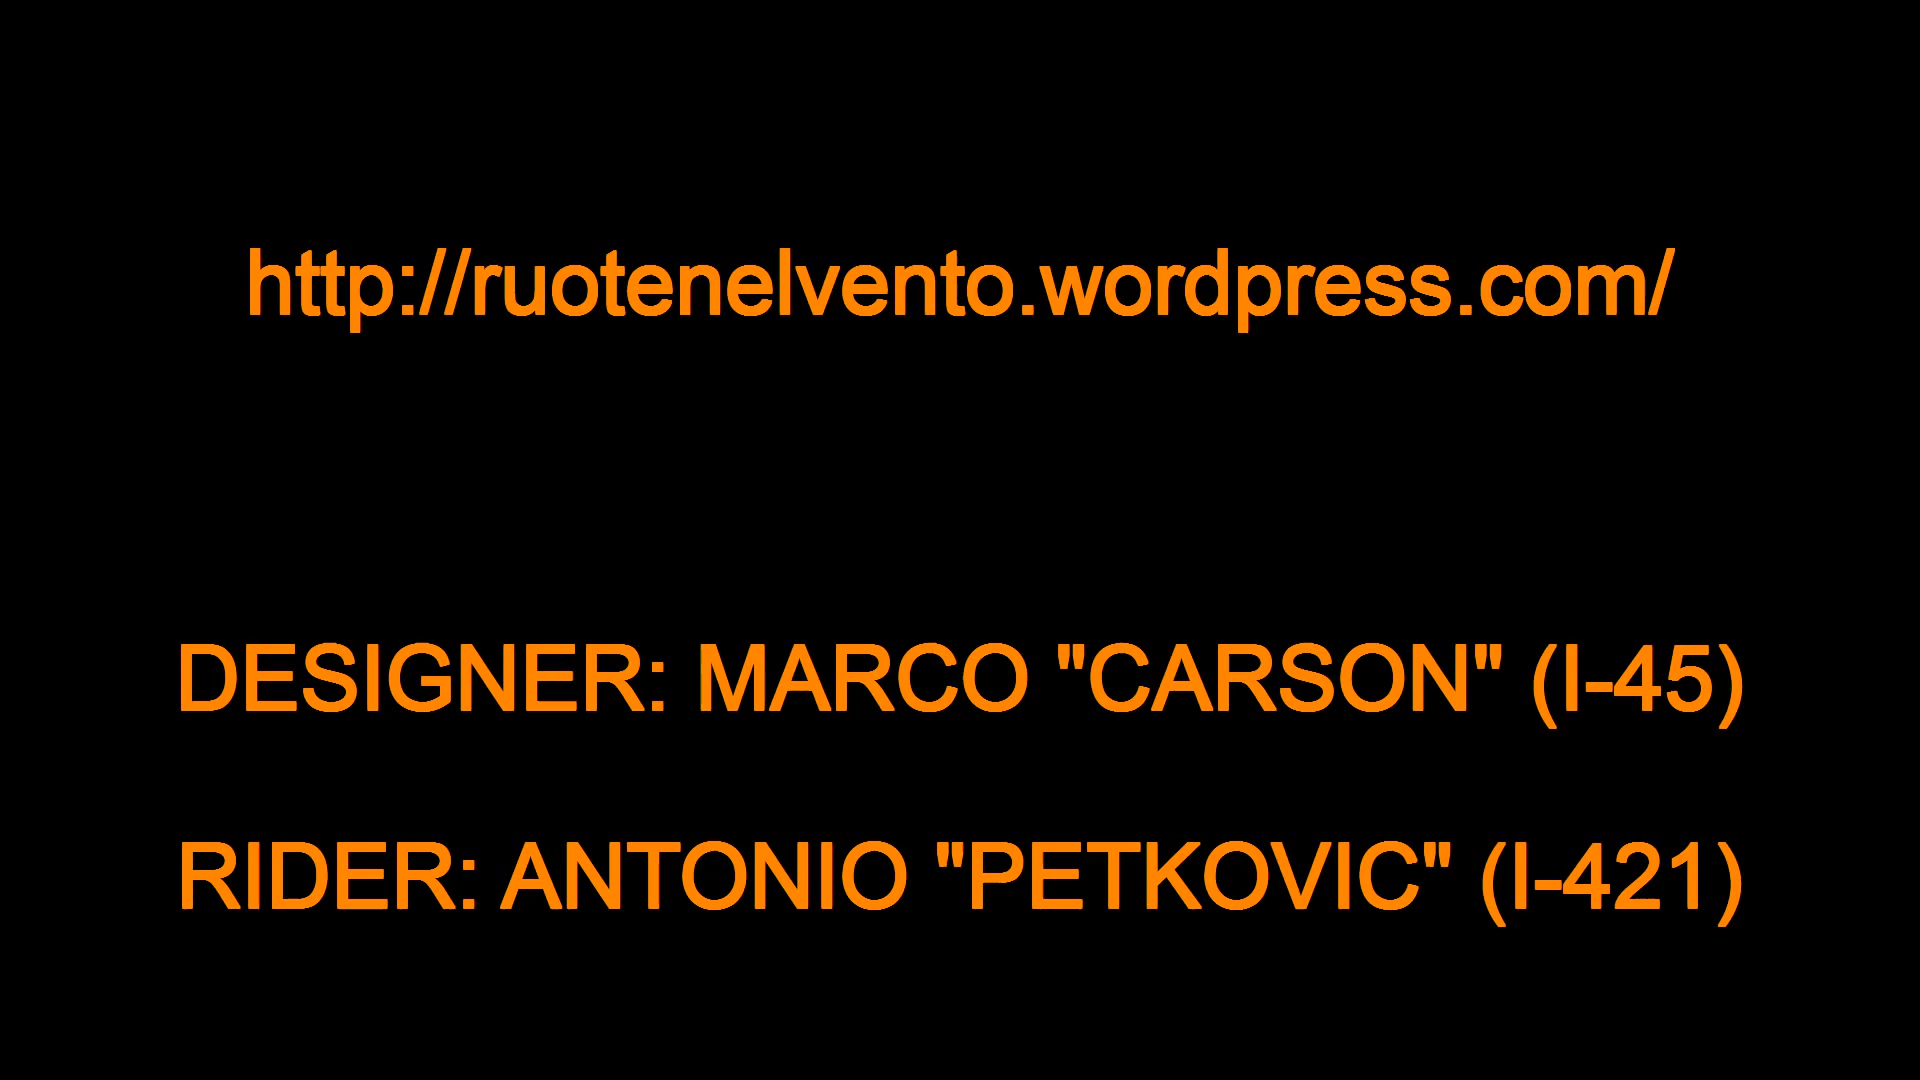 http://ruotenelvento.wordpress.com/
DESIGNER: MARCO "CARSON" (I-45)
RIDER: ANTONIO "PETKOVIC" (I-421)